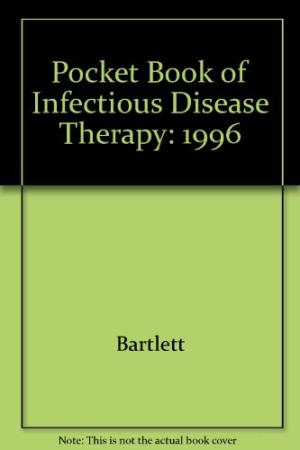 Pocket Book of
Infectious Disease
Therapy: 1996
Bartlett
Note: This is not the actual book cover